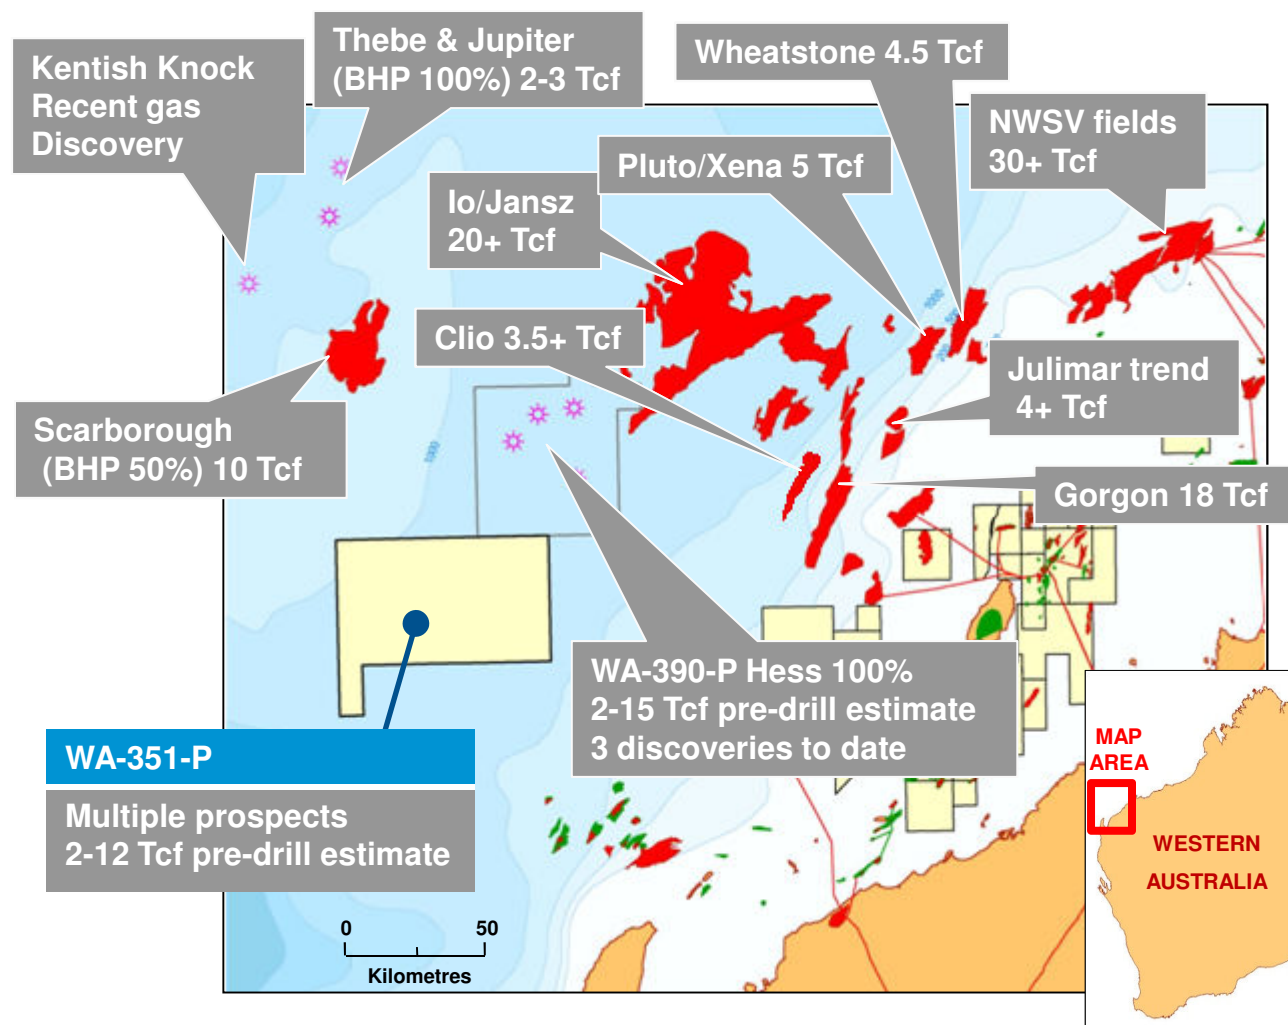 Kentish Knock
Recent gas
Discovery
Thebe & Jupiter
(BHP 100%) 2-3 Tcf
Wheatstone 4.5 Tcf
NWSV fields
30+ Tcf
Pluto/Xena 5 Tcf
Io/Jansz
20+ Tcf
Clio 3.5+ Tcf
1000
Julimar trend
4+ Tcf
Scarborough
(BHP 50%) 10 Tcf
1000
Gorgon 18 Tcf
WA-390-P Hess 100%
2-15 Tcf pre-drill estimate
3 discoveries to date
WA-351-P
Multiple prospects
2-12 Tcf pre-drill estimate
0 50
Kilometres
MAP
AREA
WESTERN
AUSTRALIA